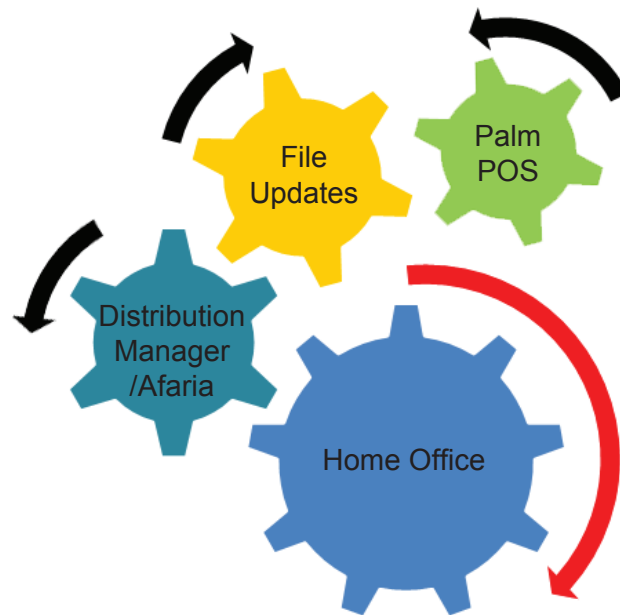 File
Updates
Palm
POS
Distribution
Manager
/Afaria
Home Office